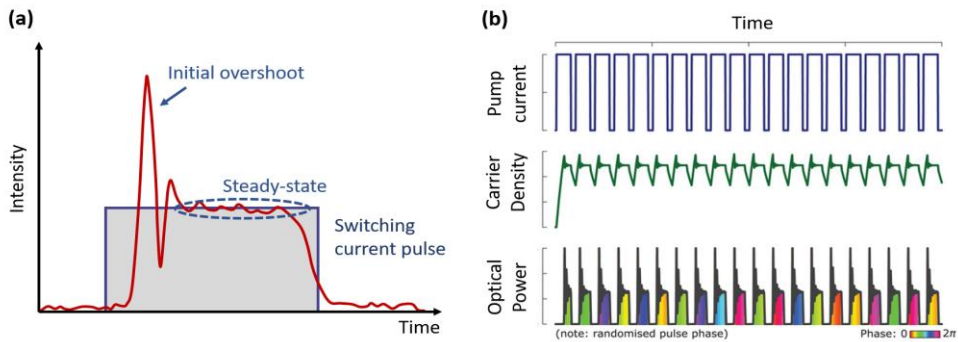 (a)
Initial overshoot
Steady-state
Switching
current pulse
Intensity
Time
(b)
Time
Pump
current
Carrier
Density
Optical
Power
(note: randomised pulse phase)
Phase: 0 2π